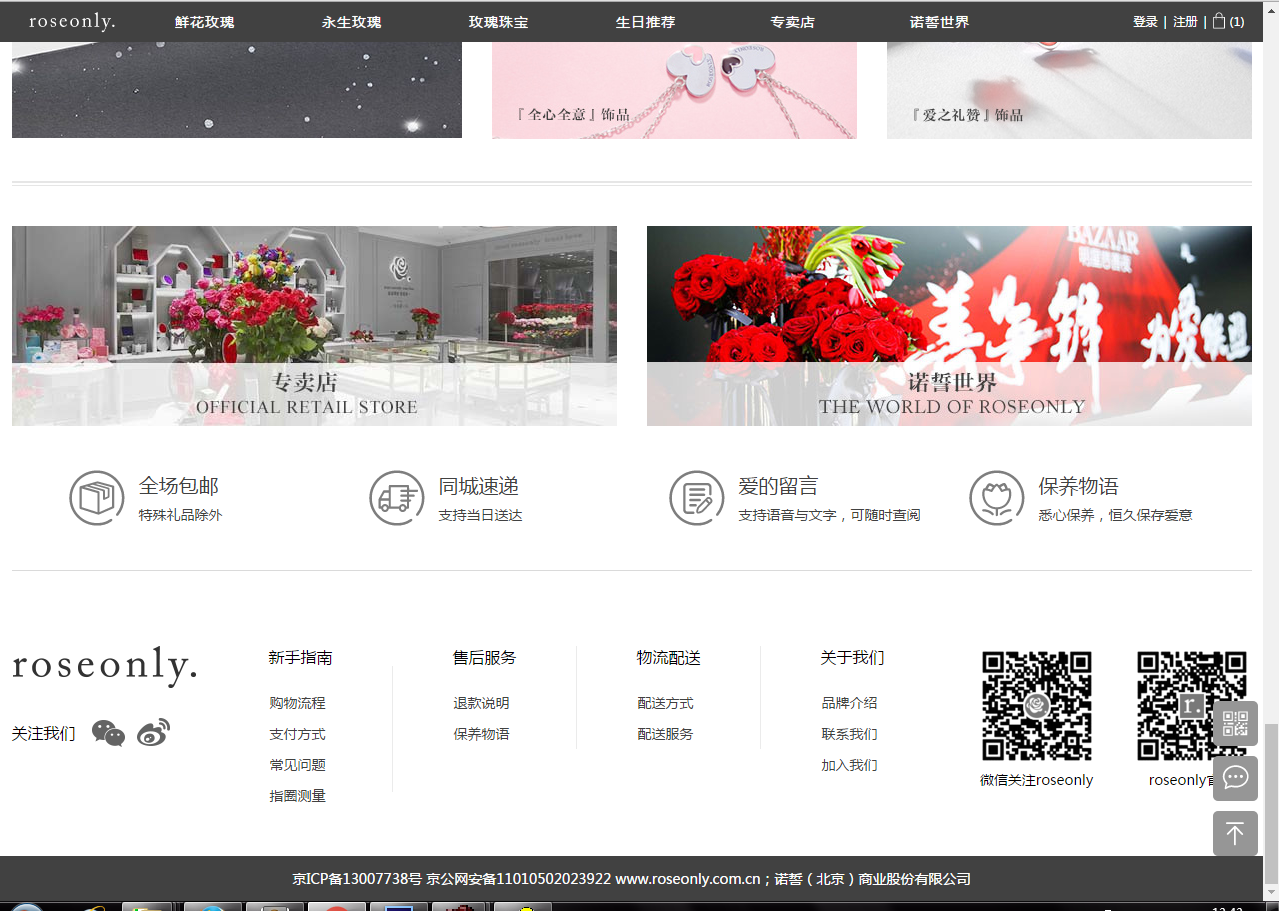 roseonly.
鲜花玫瑰
永生玫瑰
玫瑰珠宝
生日推荐
专卖店
诺誓世界
登录 | 注册 | (1)
『全心全意』饰品
『爱之礼赞』饰品
BAZAAR
专卖店
OFFICIAL RETAIL STORE
诺誓世界
THE WORLD OF ROSEONLY
全场包邮
特殊礼品除外
同城速递
支持当日送达
爱的留言
支持语音与文字，可随时查阅
保养物语
悉心保养，恒久保存爱意
roseonly.
关注我们
新手指南
购物流程
支付方式
常见问题
指圈测量
售后服务
退款说明
保养物语
物流配送
配送方式
配送服务
关于我们
品牌介绍
联系我们
加入我们
微信关注roseonly
r.
roseonly官
京ICP备13007738号 京公网安备11010502023922 www.roseonly.com.cn；诺誓（北京）商业股份有限公司